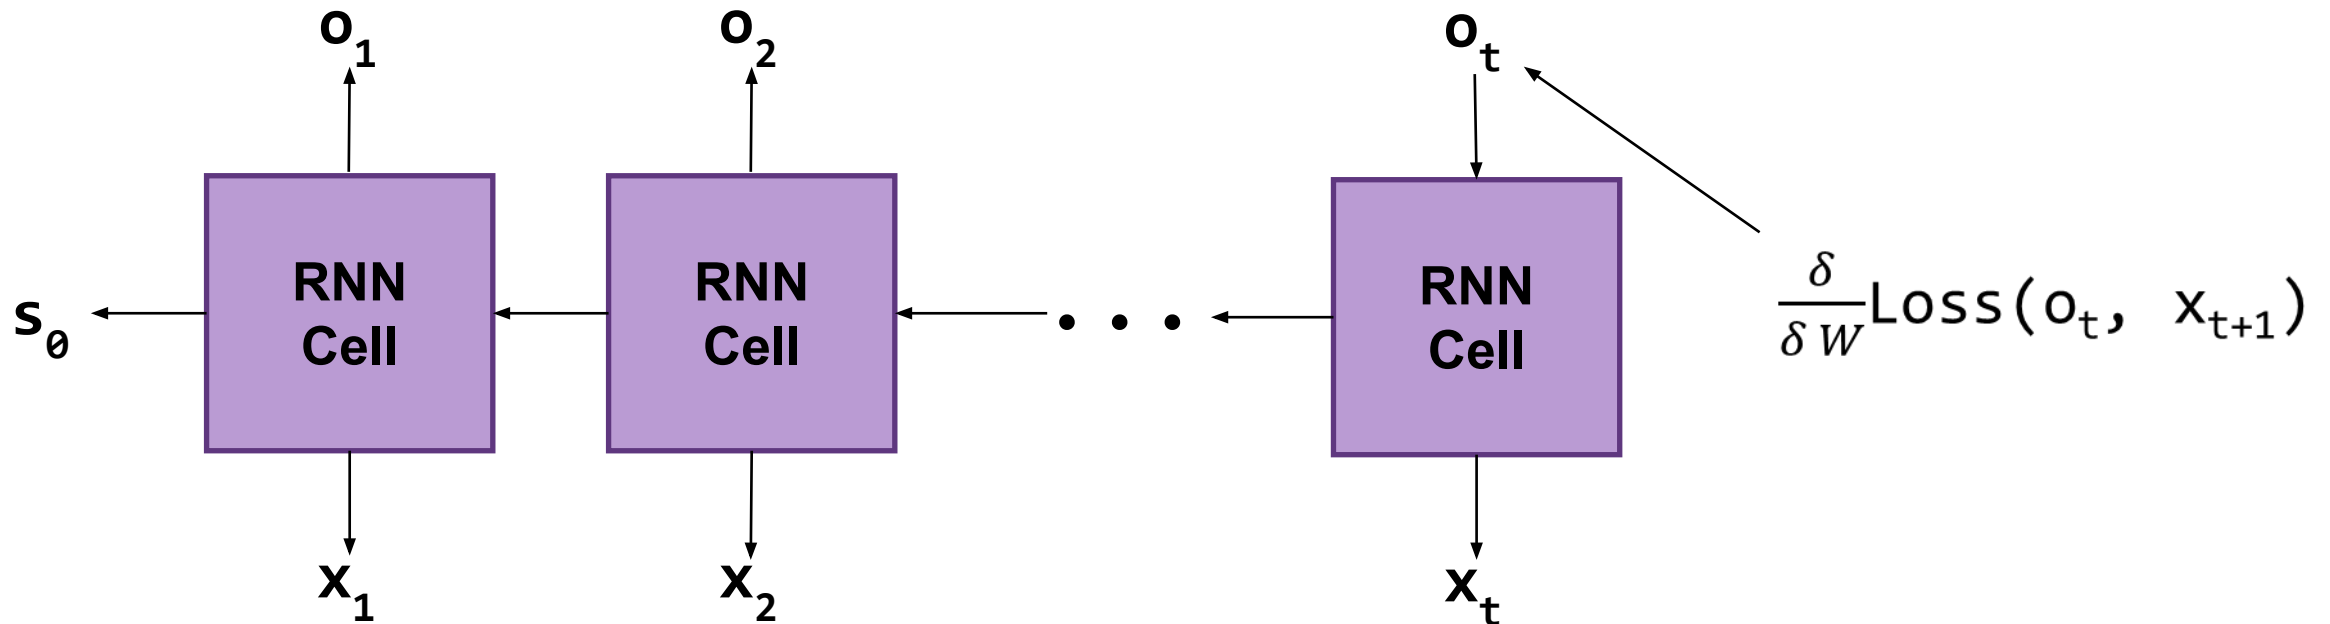 o₁
o₂
oₜ
RNN
Cell
RNN
Cell
• • •
RNN
Cell
s₀
δ/δ W Loss(oₜ, xₜ₊₁)
x₁
x₂
xₜ